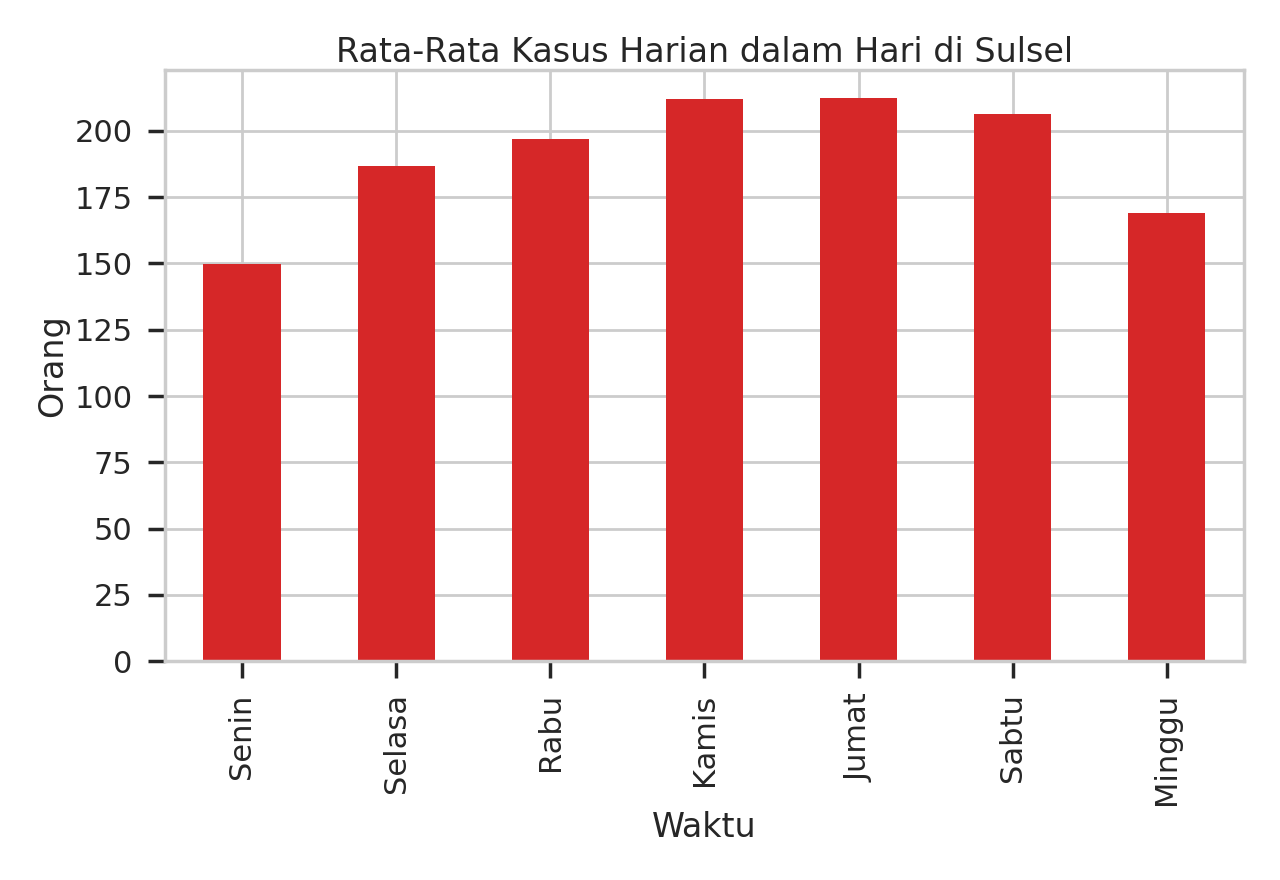 Rata-Rata Kasus Harian dalam Hari di Sulsel
Orang
200
175
150
125
100
75
50
25
0
Senin
Selasa
Rabu
Kamis
Jumat
Sabtu
Minggu
Waktu